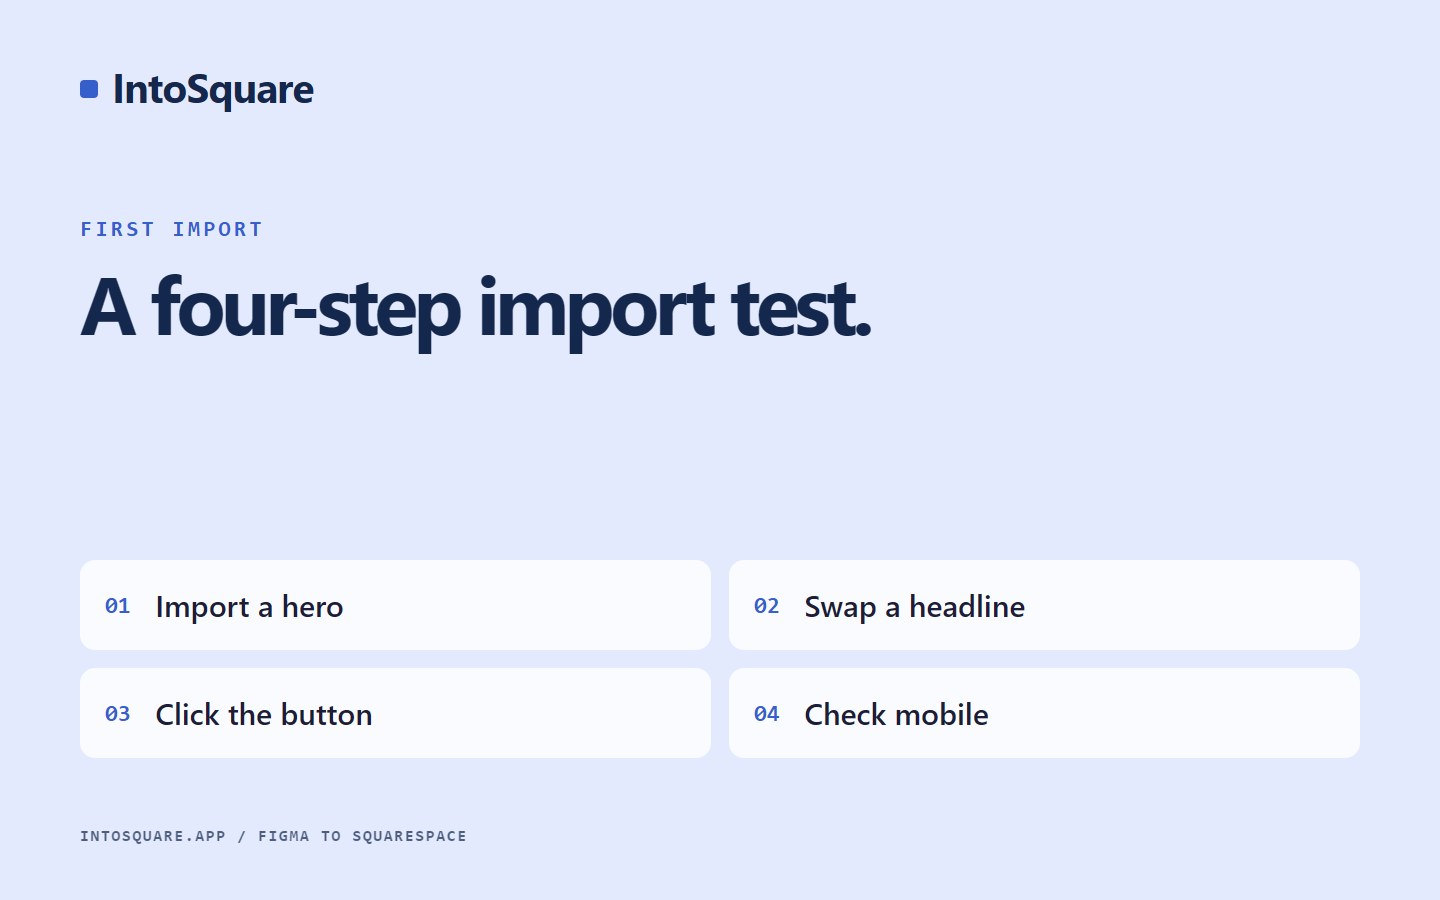 IntoSquare
FIRST IMPORT
A four-step import test.
01 Import a hero
02 Swap a headline
03 Click the button
04 Check mobile
INTOSQUARE.APP / FIGMA TO SQUARESPACE